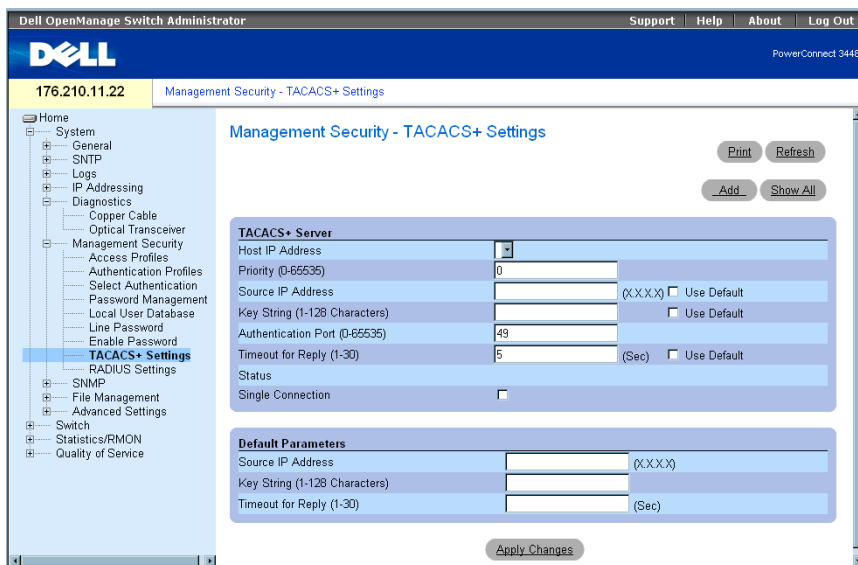 Dell OpenManage Switch Administrator
Support Help About Log Out
DELL
PowerConnect 3448
176.210.11.22
Management Security - TACACS+ Settings
Home
System
General
SNTP
Logs
IP Addressing
Diagnostics
Copper Cable
Optical Transceiver
Management Security
Access Profiles
Authentication Profiles
Select Authentication
Password Management
Local User Database
Line Password
Enable Password
TACACS+ Settings
RADIUS Settings
SNMP
File Management
Advanced Settings
Switch
Statistics/RMON
Quality of Service
Management Security - TACACS+ Settings
Print Refresh
Add Show All
TACACS+ Server
Host IP Address
Priority (0-65535) 0
Source IP Address (X.X.X.X) Use Default
Key String (1-128 Characters) Use Default
Authentication Port (0-65535) 49
Timeout for Reply (1-30) 5 (Sec) Use Default
Status
Single Connection
Default Parameters
Source IP Address (X.X.X.X)
Key String (1-128 Characters)
Timeout for Reply (1-30) (Sec)
Apply Changes